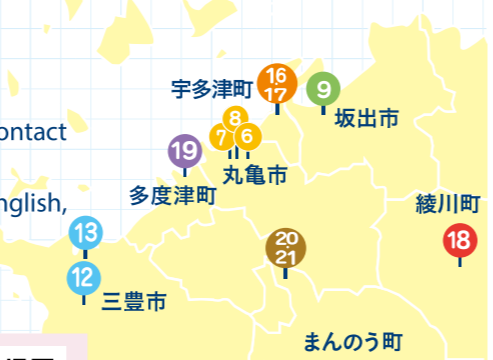 16
17
宇多津町
9
坂出市
8
7
6
ontact
19
丸亀市
多度津町
nglish,
綾川町
13
18
20
21
12
三豊市
まんのう町